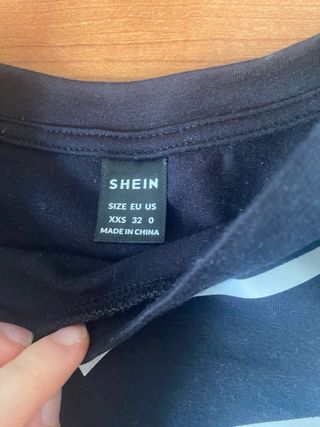 SHEIN
SIZE EU US
XXS 32 0
MADE IN CHINA